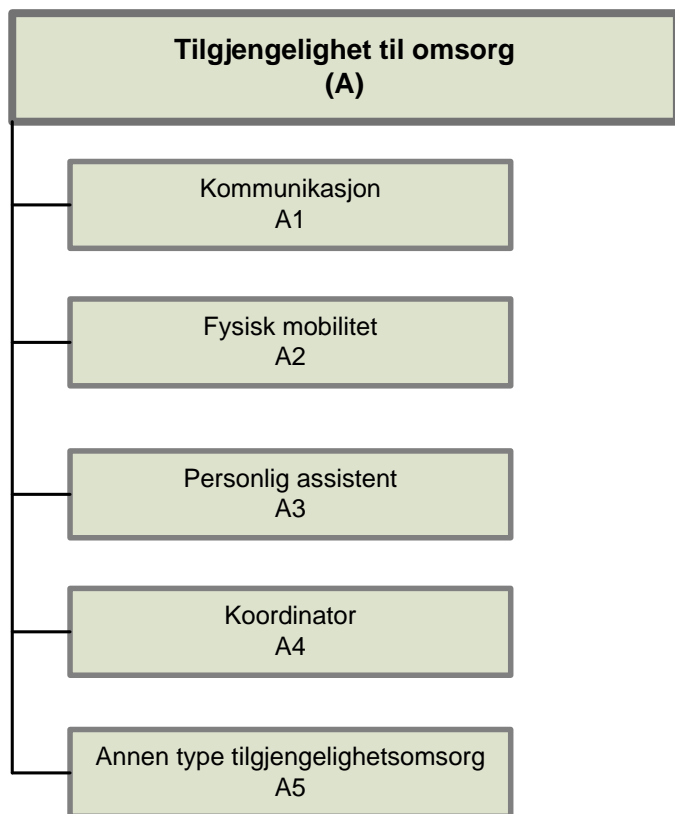 Tilgjengelighet til omsorg
(A)
Kommunikasjon
A1
Fysisk mobilitet
A2
Personlig assistent
A3
Koordinator
A4
Annen type tilgjengelighetsomsorg
A5